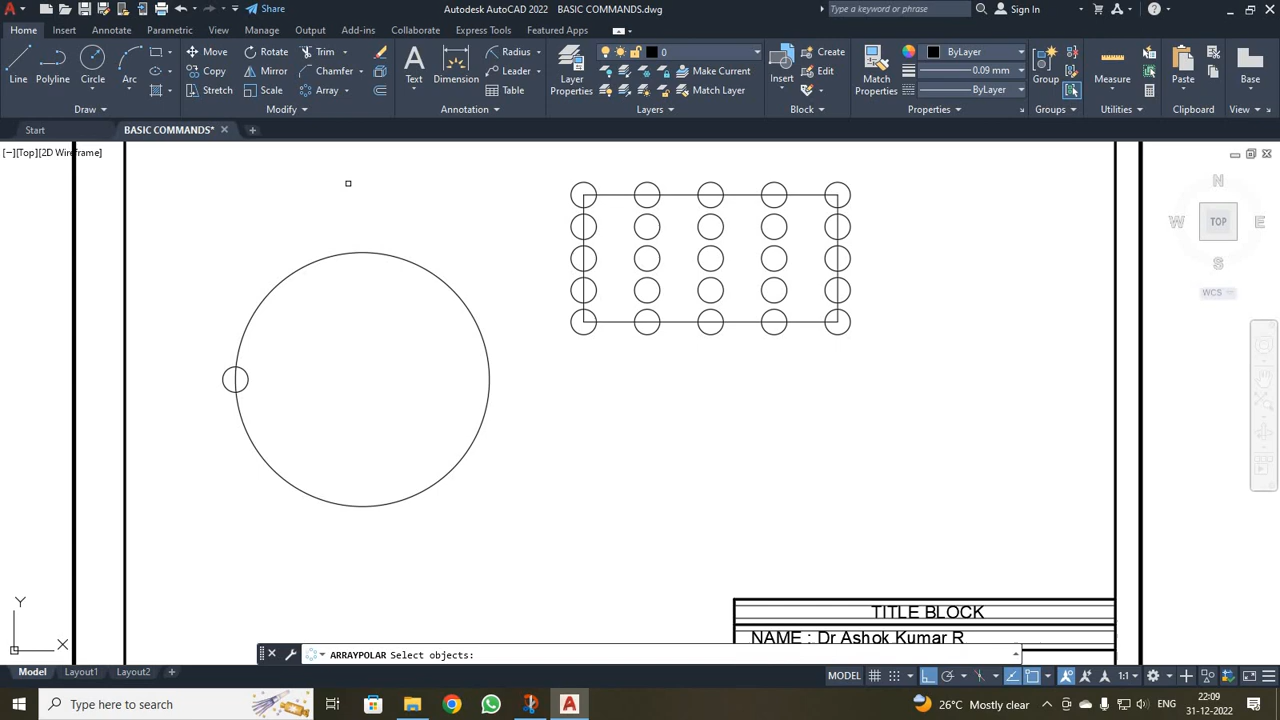 Share
Autodesk AutoCAD 2022 BASIC COMMANDS.dwg
Type a keyword or phrase
Sign In
Home Insert Annotate Parametric View Manage Output Add-ins Collaborate Express Tools Featured Apps
Line Polyline Circle Arc
Move Rotate Trim
Copy Mirror Chamfer
Stretch Scale Array
Text Dimension
Radius
Leader
Table
Layer Properties
0
Make Current
Match Layer
Insert
Create
Edit
Match Properties
ByLayer
0.09 mm
ByLayer
Group
Measure
Paste
Base
Draw Modify Annotation Layers Block Properties Groups Utilities Clipboard View
Start BASIC COMMANDS*
[−][Top][2D Wireframe]
N
W TOP E
S
WCS
Y
X
TITLE BLOCK
NAME : Dr Ashok Kumar R
ARRAYPOLAR Select objects:
Model Layout1 Layout2
MODEL 1:1
Type here to search
26°C Mostly clear ENG 22:09
31-12-2022